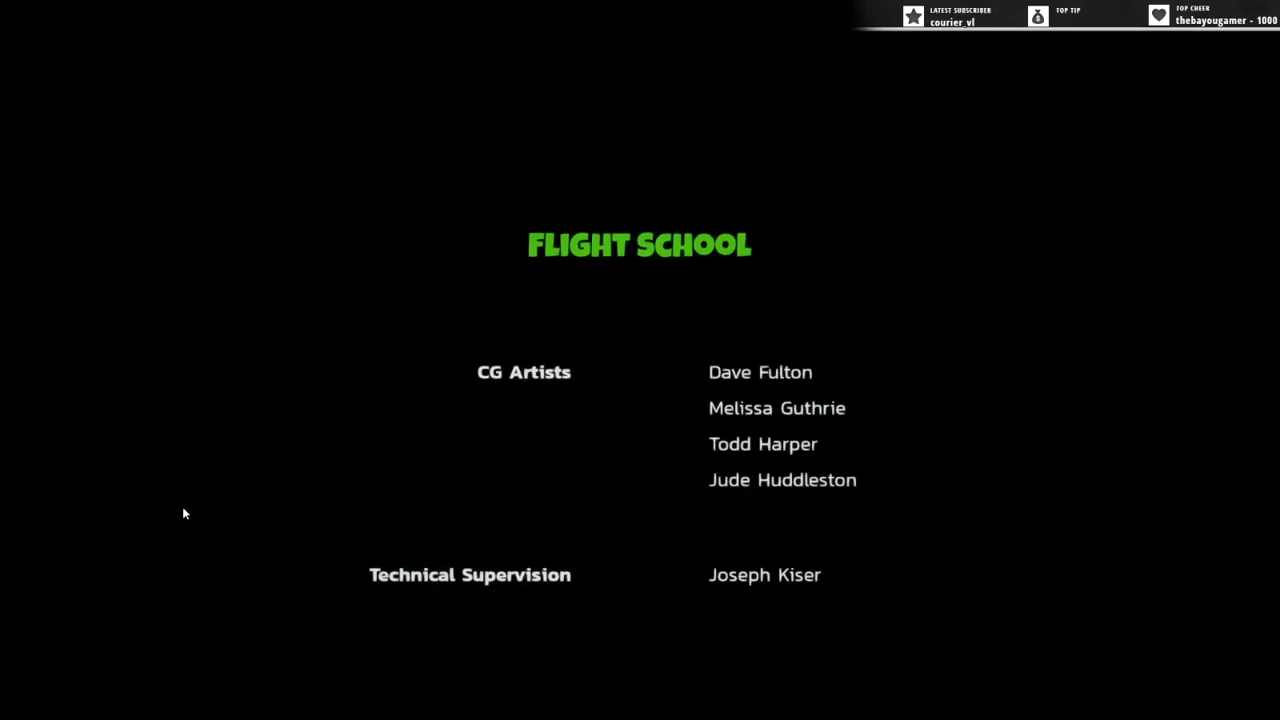 LATEST SUBSCRIBER
courier_vl
TOP TIP
TOP CHEER
thebayougamer - 1000
FLIGHT SCHOOL
CG Artists
Dave Fulton
Melissa Guthrie
Todd Harper
Jude Huddleston
Technical Supervision
Joseph Kiser